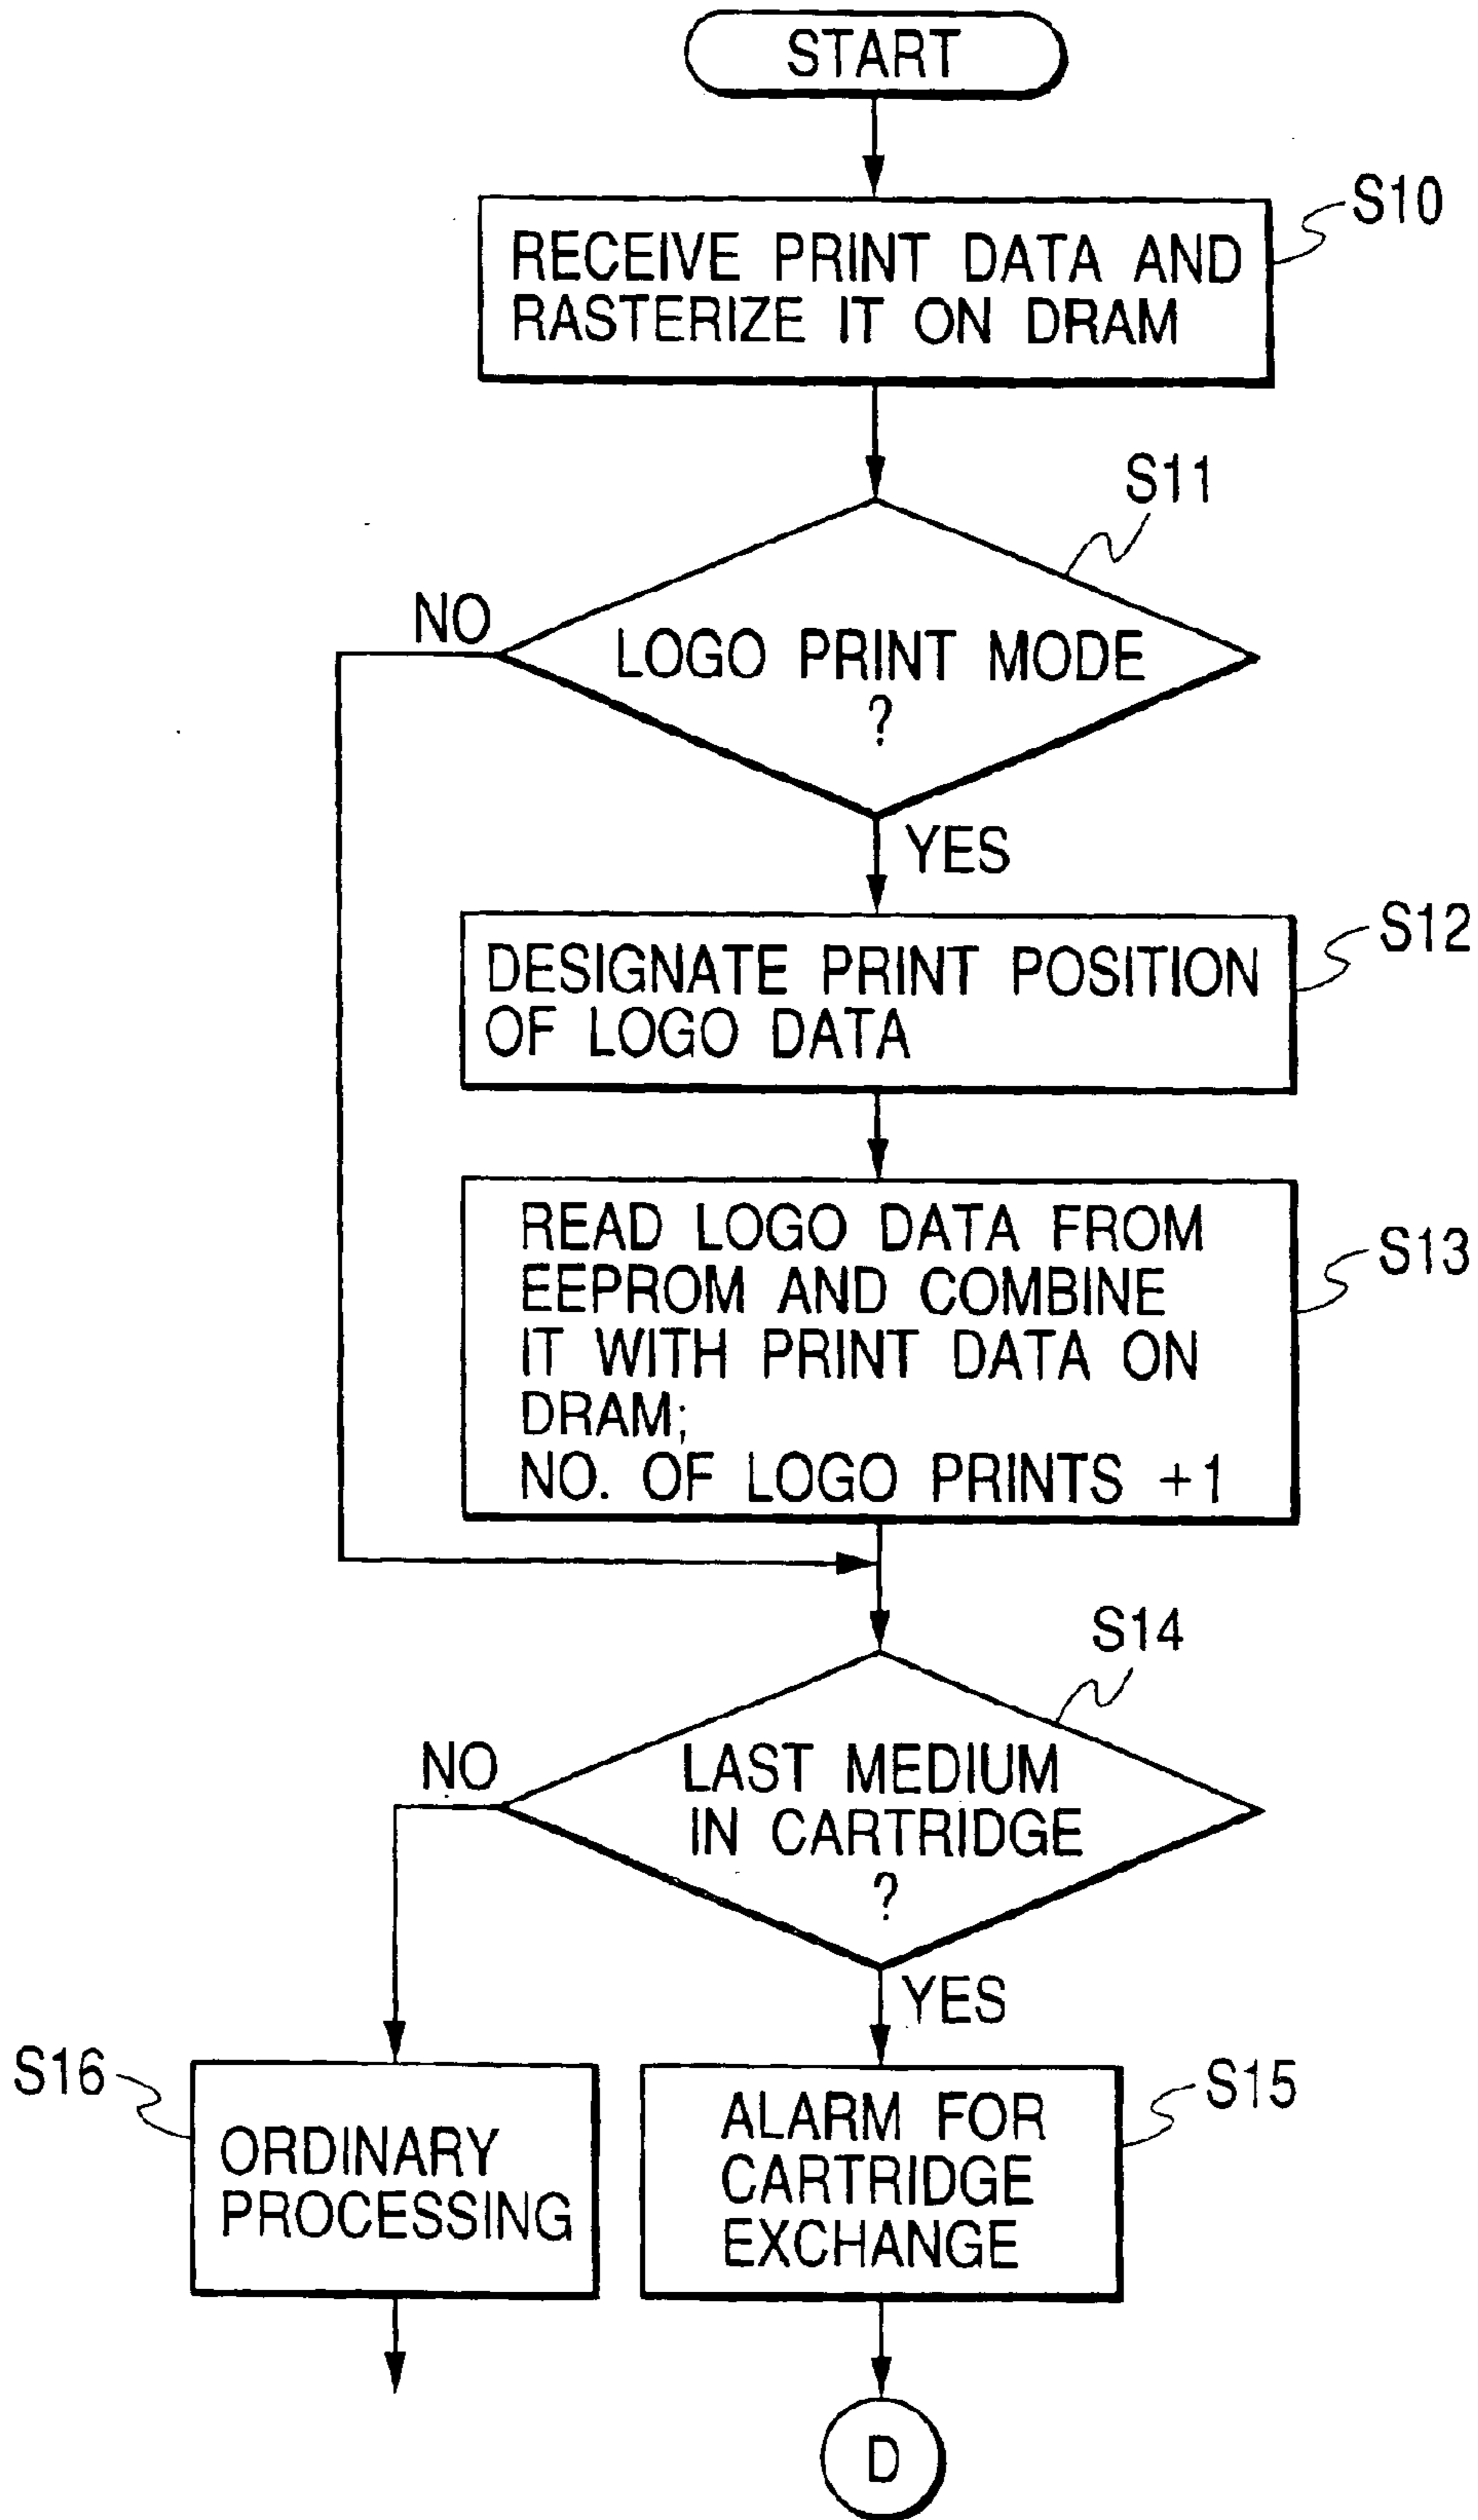 START
S10
RECEIVE PRINT DATA AND
RASTERIZE IT ON DRAM
S11
NO
LOGO PRINT MODE
?
YES
S12
DESIGNATE PRINT POSITION
OF LOGO DATA
S13
READ LOGO DATA FROM
EEPROM AND COMBINE
IT WITH PRINT DATA ON
DRAM;
NO. OF LOGO PRINTS +1
S14
NO
LAST MEDIUM
IN CARTRIDGE
?
YES
S16
ORDINARY
PROCESSING
S15
ALARM FOR
CARTRIDGE
EXCHANGE
D